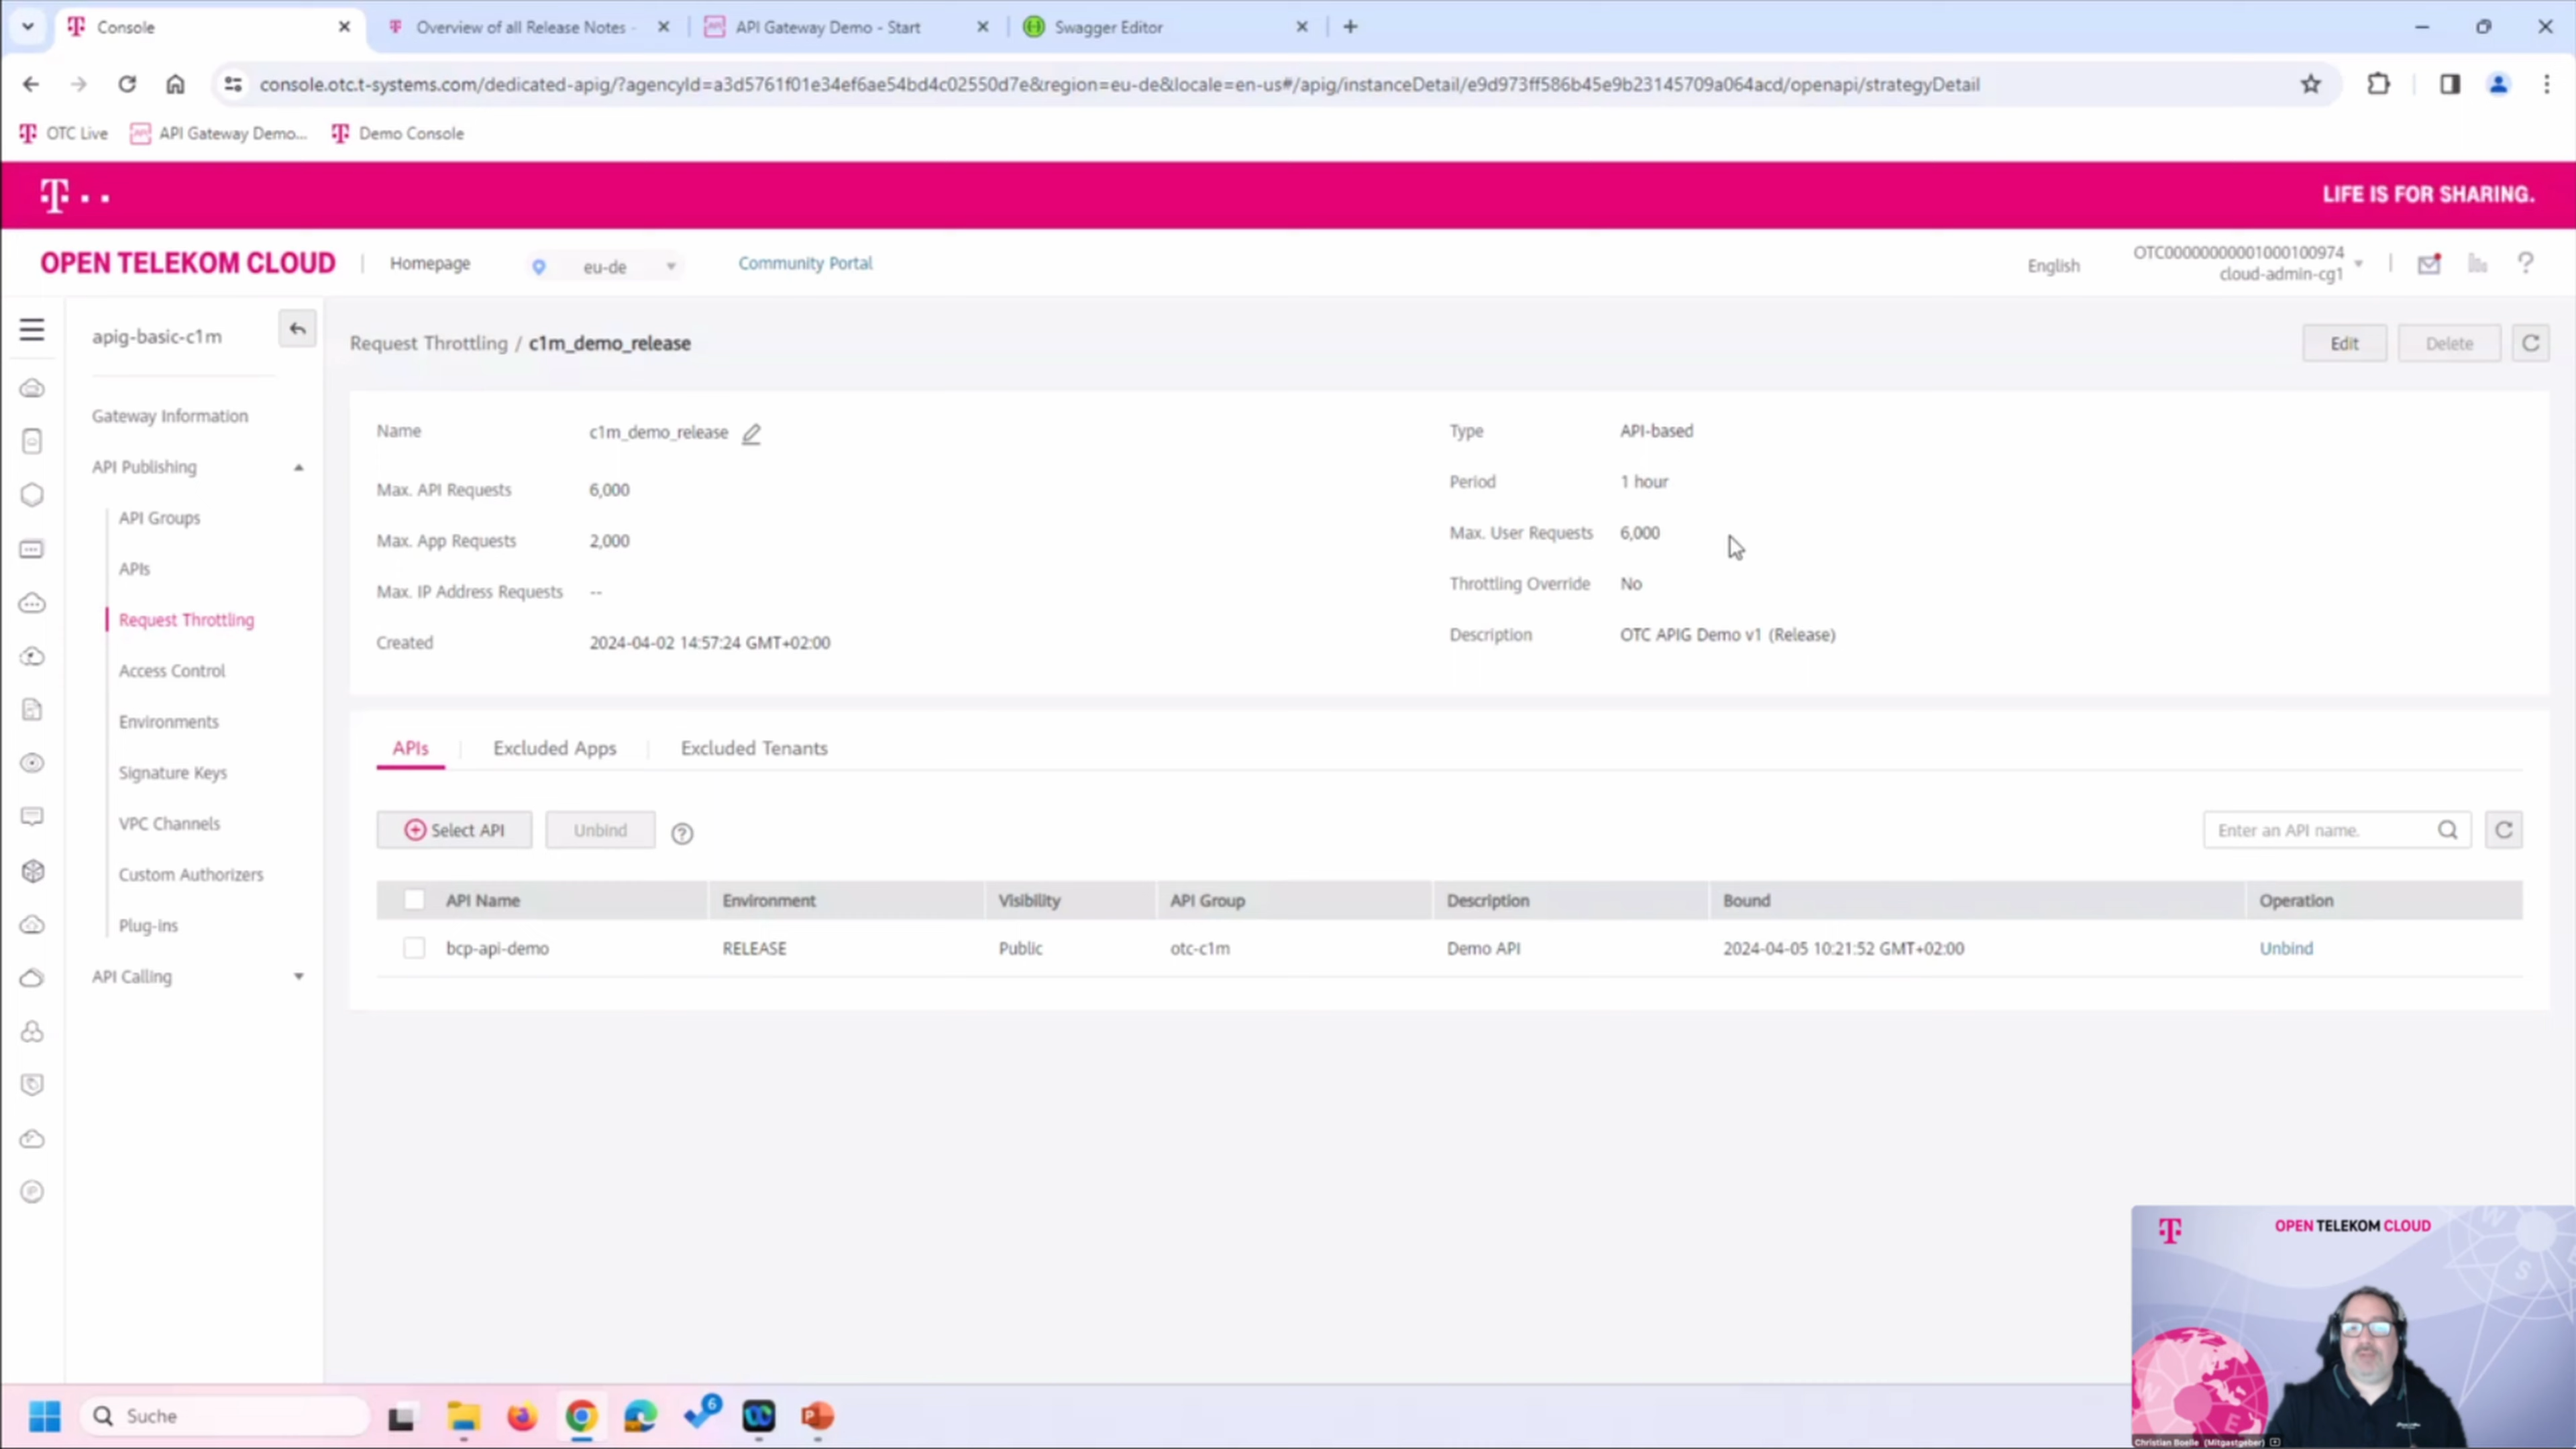 Console
Overview of all Release Notes -
API Gateway Demo - Start
Swagger Editor
console.otc.t-systems.com/dedicated-apig/?agencyId=a3d5761f01e34ef6ae54bd4c02550d7e&region=eu-de&locale=en-us#/apig/instanceDetail/e9d973ff586b45e9b23145709a064acd/openapi/strategyDetail
OTC Live
API Gateway Demo...
Demo Console
T
LIFE IS FOR SHARING.
OPEN TELEKOM CLOUD
Homepage
eu-de
Community Portal
English
OTC00000000001000100974
cloud-admin-cg1
apig-basic-c1m
Gateway Information
API Publishing
API Groups
APIs
Request Throttling
Access Control
Environments
Signature Keys
VPC Channels
Custom Authorizers
Plug-ins
API Calling
Request Throttling / c1m_demo_release
Edit
Delete
Name c1m_demo_release
Type API-based
Max. API Requests 6,000
Period 1 hour
Max. App Requests 2,000
Max. User Requests 6,000
Max. IP Address Requests --
Throttling Override No
Created 2024-04-02 14:57:24 GMT+02:00
Description OTC APIG Demo v1 (Release)
APIs
Excluded Apps
Excluded Tenants
Select API
Unbind
Enter an API name.
API Name Environment Visibility API Group Description Bound Operation
bcp-api-demo RELEASE Public otc-c1m Demo API 2024-04-05 10:21:52 GMT+02:00 Unbind
T
OPEN TELEKOM CLOUD
W
S
W
E
Christian Boelle (Mitgastgeber)
Suche
6